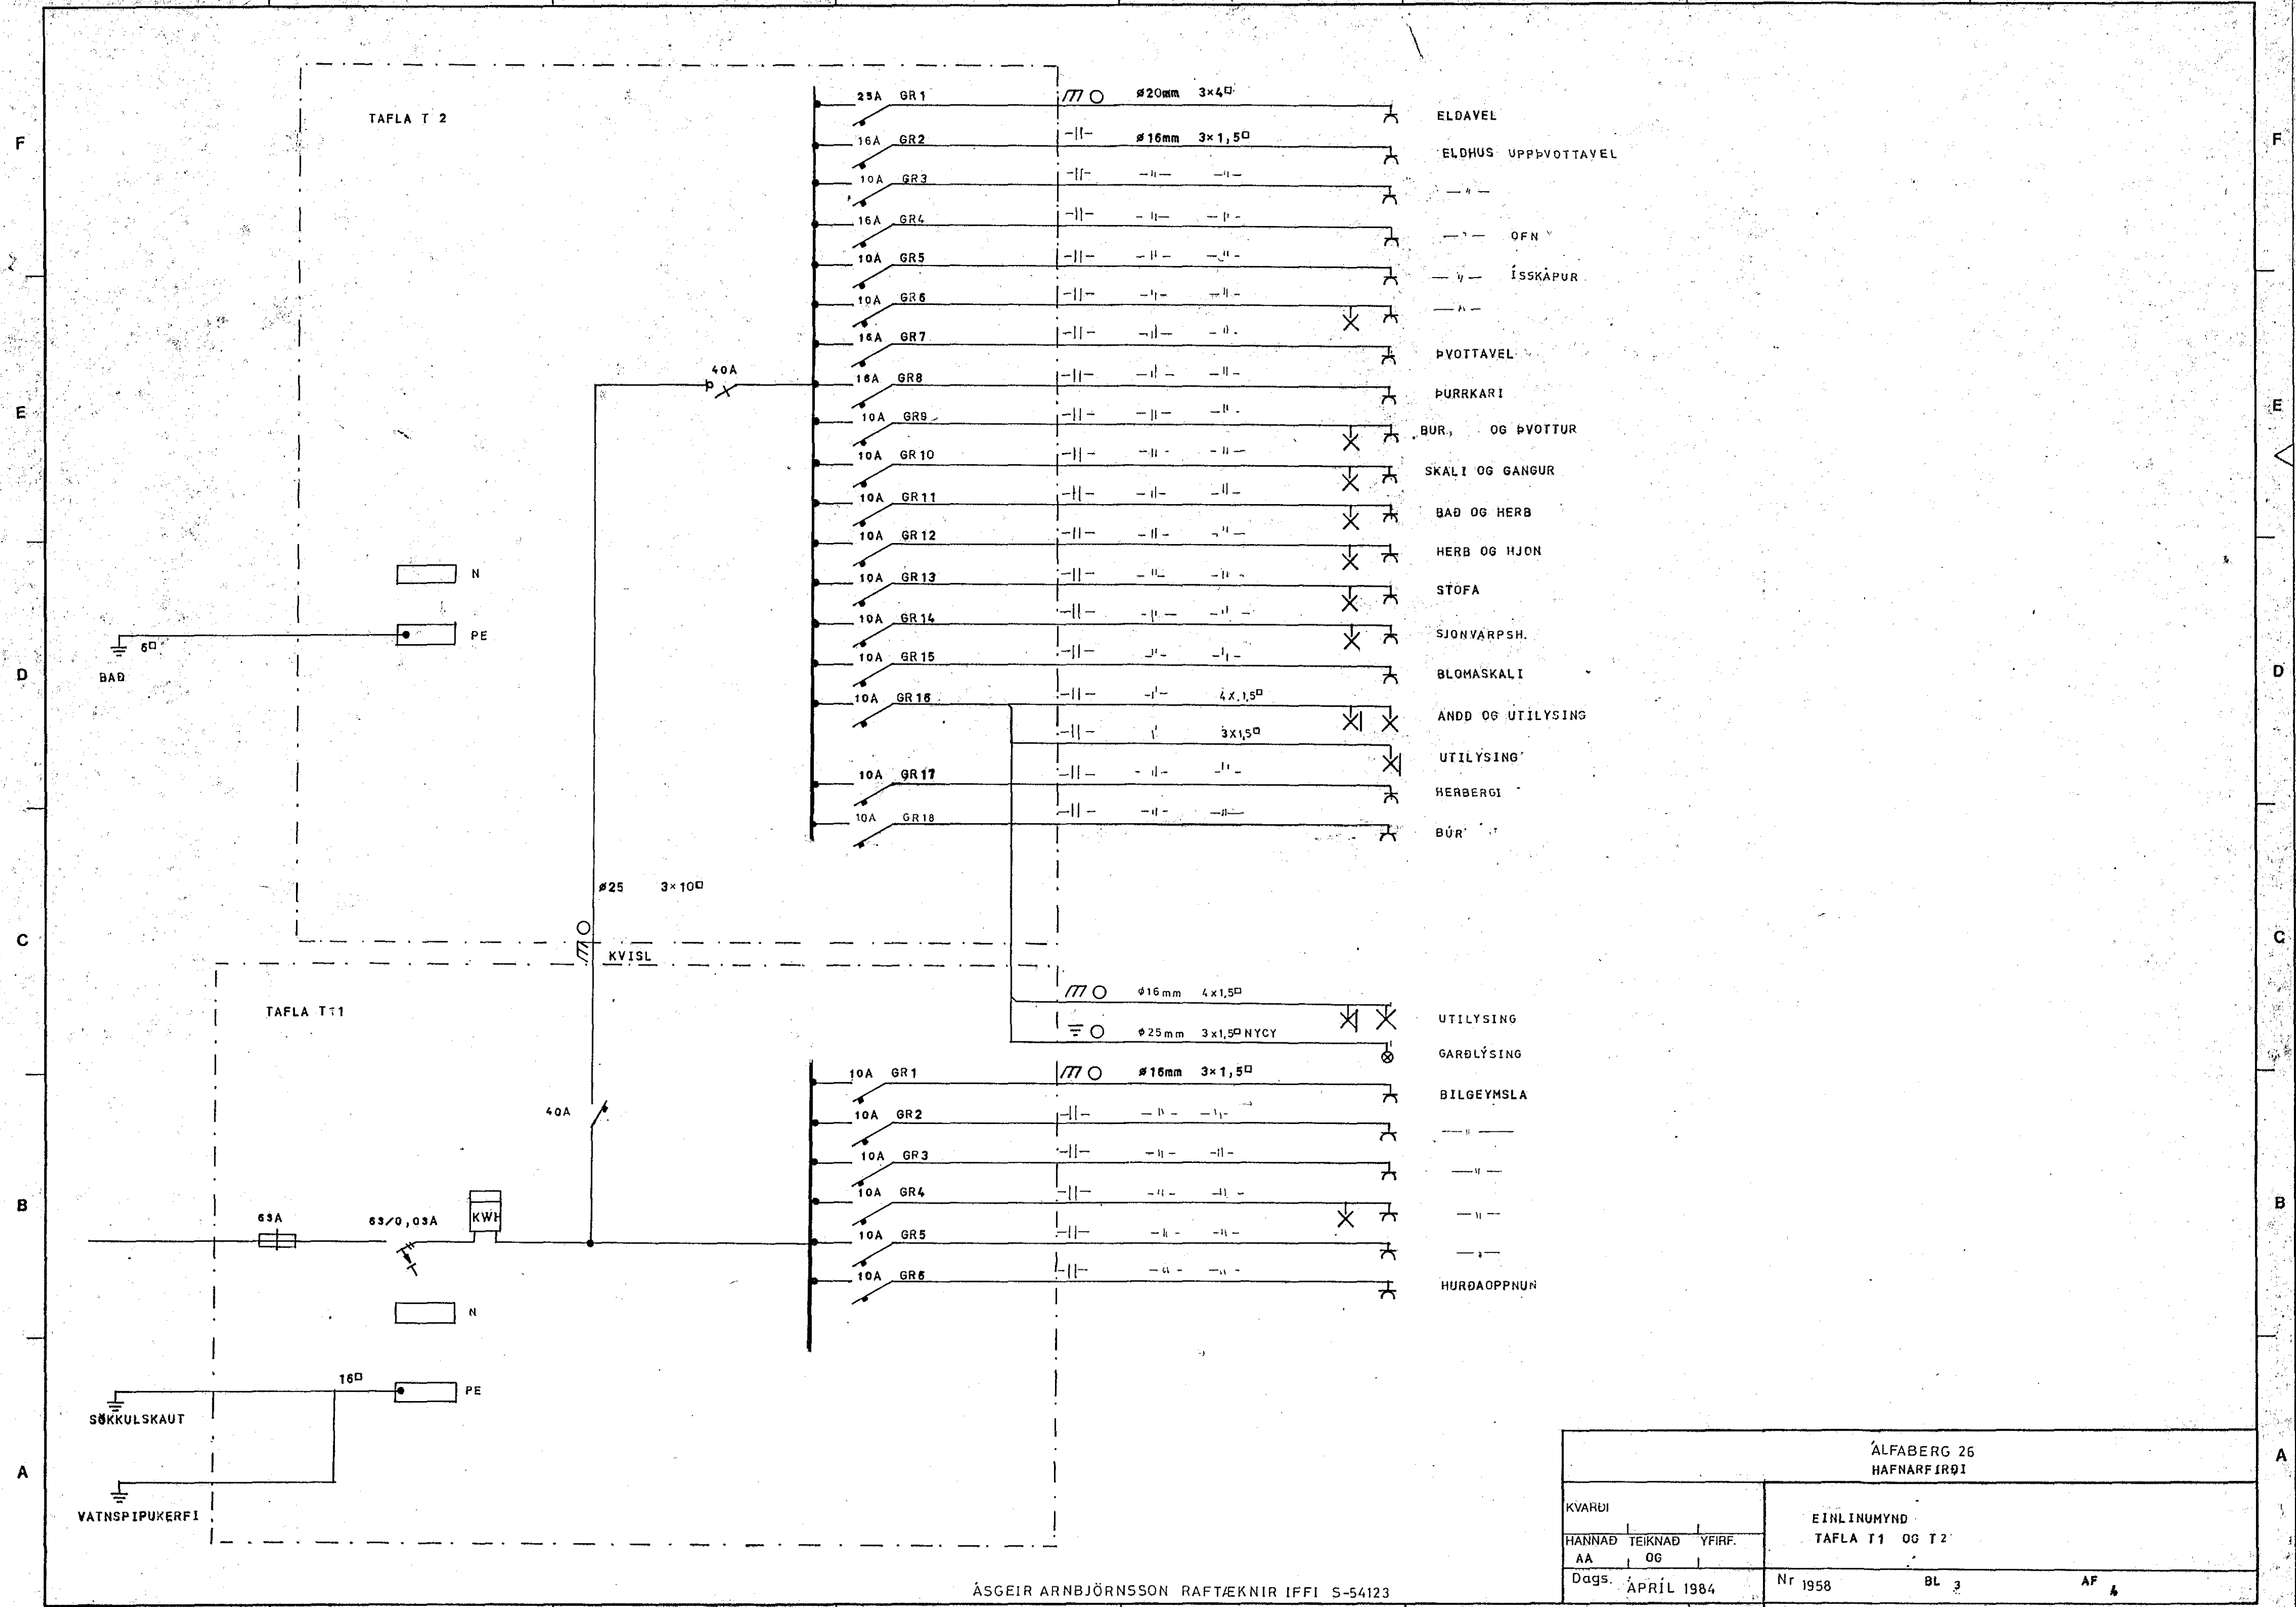 TAFLA T 2
25A GR1 ø20mm 3×4▫ ELDAVEL
16A GR2 -||- ø16mm 3×1,5▫ ELDHUS UPPÞVOTTAVEL
10A GR3 -||- -||- -||- -||-
16A GR4 -||- -||- -||- OFN
10A GR5 -||- -||- -||- -||- ÍSSKÁPUR
10A GR6 -||- -||- -||- -||-
16A GR7 -||- -||- -||- ÞVOTTAVEL
40A
16A GR8 -||- -||- -||- ÞURRKARI
10A GR9 -||- -||- -||- BUR, OG ÞVOTTUR
10A GR10 -||- -||- -||- SKALI OG GANGUR
10A GR11 -||- -||- -||- BAÐ OG HERB
10A GR12 -||- -||- -||- HERB OG HJON
10A GR13 -||- -||- -||- STOFA
10A GR14 -||- -||- -||- SJONVARPSH.
10A GR15 -||- -||- -||- BLOMASKALI
10A GR16 -||- -||- 4X1,5▫ ANDD OG UTILYSING
-||- 3X1,5▫ UTILYSING
10A GR17 -||- -||- -||- HERBERGI
10A GR18 -||- -||- -||- BÚR
N
PE
6▫
BAÐ
ø25 3×10▫
KVISL
TAFLA T1
ø16mm 4x1,5▫ UTILYSING
ø25mm 3x1,5▫ NYCY GARÐLÝSING
10A GR1 ø16mm 3×1,5▫ BILGEYMSLA
10A GR2 -||- -||- -||- -||-
10A GR3 -||- -||- -||- -||-
10A GR4 -||- -||- -||- -||-
10A GR5 -||- -||- -||- -||-
10A GR6 -||- -||- -||- HURÐAOPPNUN
40A
63A 63/0,03A KWH
N
16▫ PE
SÖKKULSKAUT
VATNSPIPUKERFI
ÁLFABERG 26
HAFNARFIRÐI
KVARÐI
EINLINUMYND
TAFLA T1 OG T2
HANNAÐ TEIKNAÐ YFIRF.
AA OG
Dags. APRÍL 1984 Nr 1958 BL 3 AF 4
ÁSGEIR ARNBJÖRNSSON RAFTÆKNIR IFFI S-54123
F F
E E
D D
C C
B B
A A